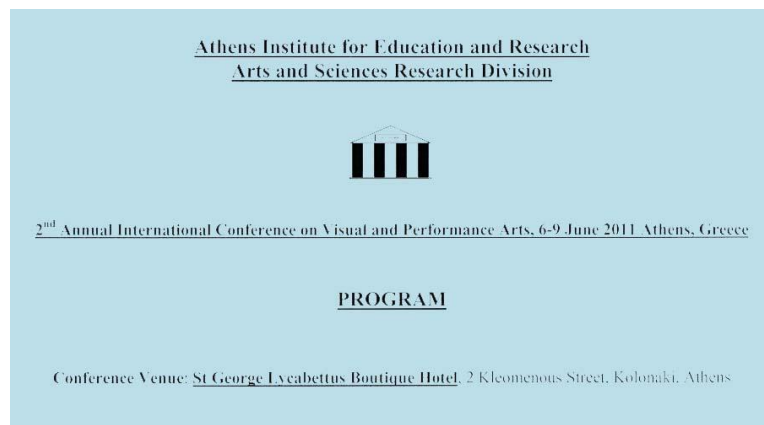 Athens Institute for Education and Research
Arts and Sciences Research Division
2nd Annual International Conference on Visual and Performance Arts, 6-9 June 2011 Athens, Greece
PROGRAM
Conference Venue: St George Lycabettus Boutique Hotel, 2 Kleomenous Street, Kolonaki, Athens